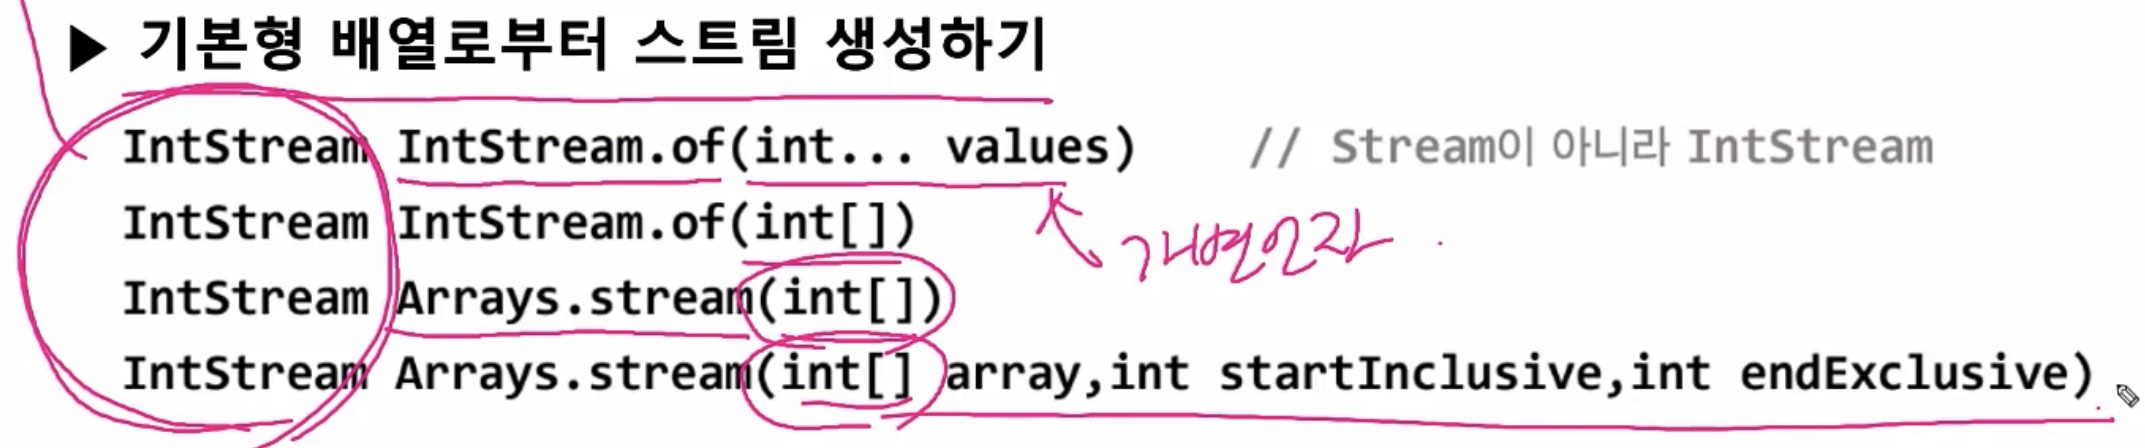 ▶ 기본형 배열로부터 스트림 생성하기
IntStream IntStream.of(int... values) // Stream이 아니라 IntStream
IntStream IntStream.of(int[])
가변인자
IntStream Arrays.stream(int[])
IntStream Arrays.stream(int[] array,int startInclusive,int endExclusive)